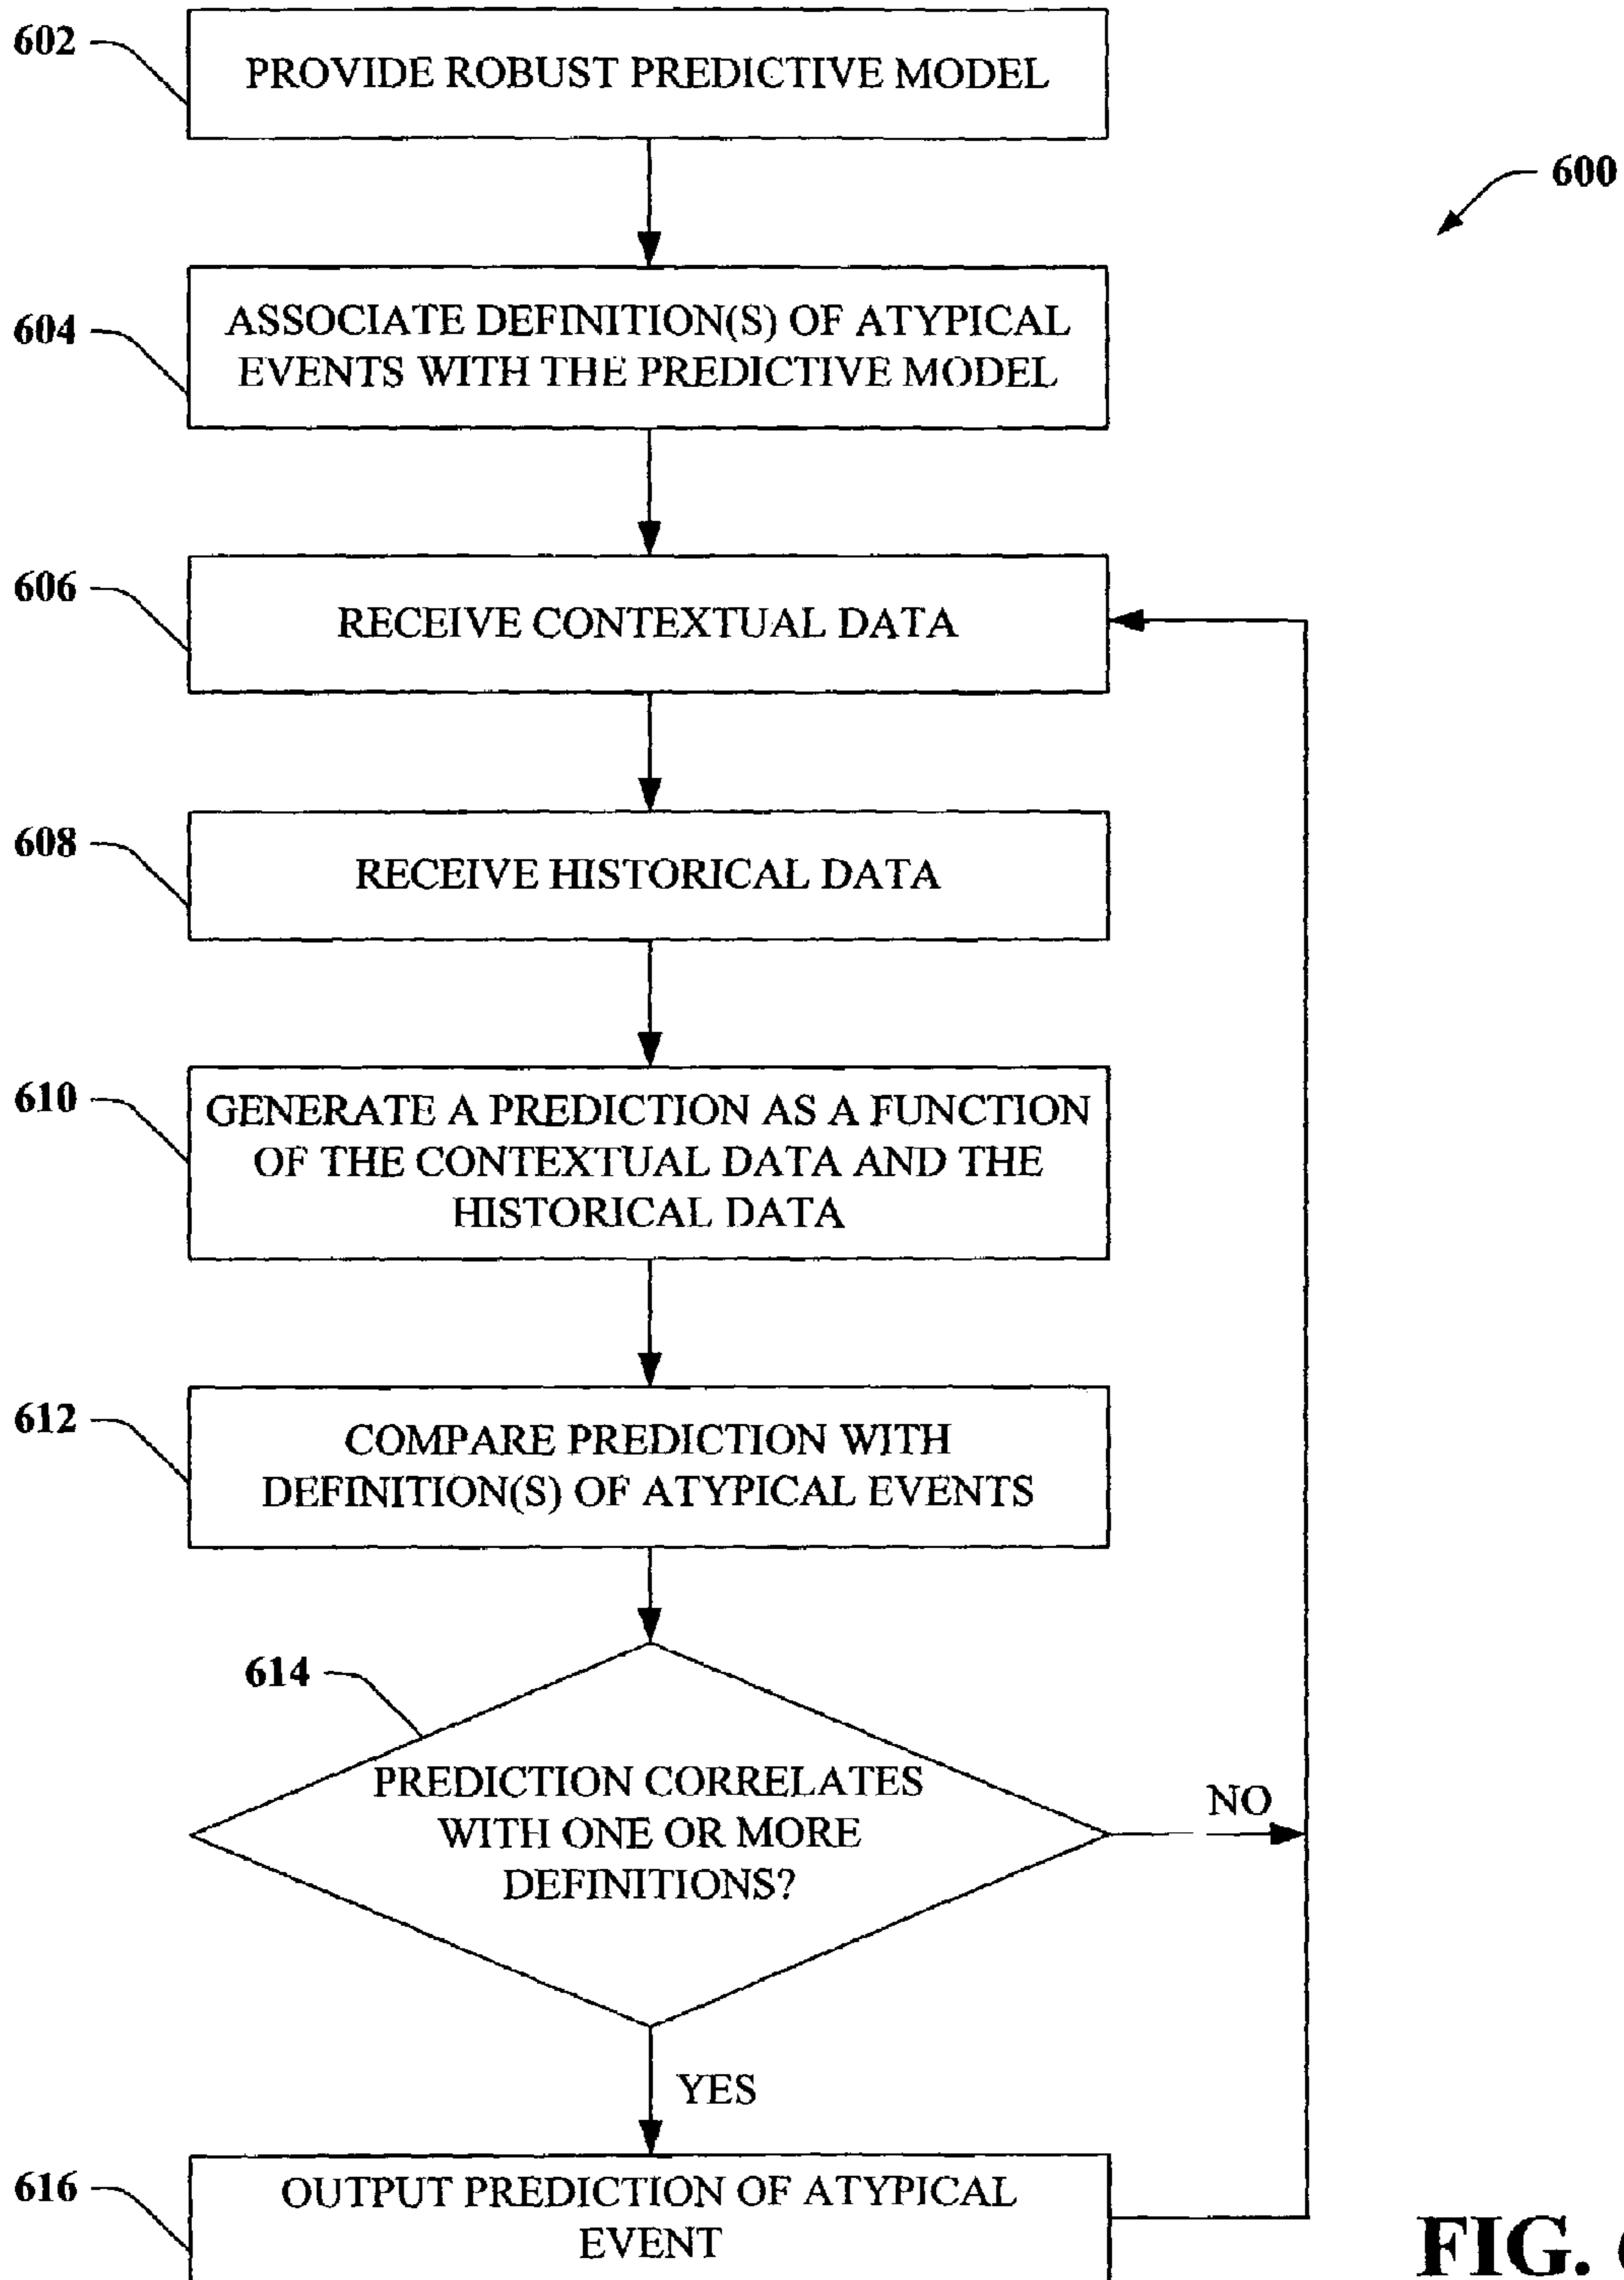 602
PROVIDE ROBUST PREDICTIVE MODEL
600
604
ASSOCIATE DEFINITION(S) OF ATYPICAL
EVENTS WITH THE PREDICTIVE MODEL
606
RECEIVE CONTEXTUAL DATA
608
RECEIVE HISTORICAL DATA
610
GENERATE A PREDICTION AS A FUNCTION
OF THE CONTEXTUAL DATA AND THE
HISTORICAL DATA
612
COMPARE PREDICTION WITH
DEFINITION(S) OF ATYPICAL EVENTS
614
PREDICTION CORRELATES
WITH ONE OR MORE
DEFINITIONS?
NO
YES
616
OUTPUT PREDICTION OF ATYPICAL
EVENT
FIG.